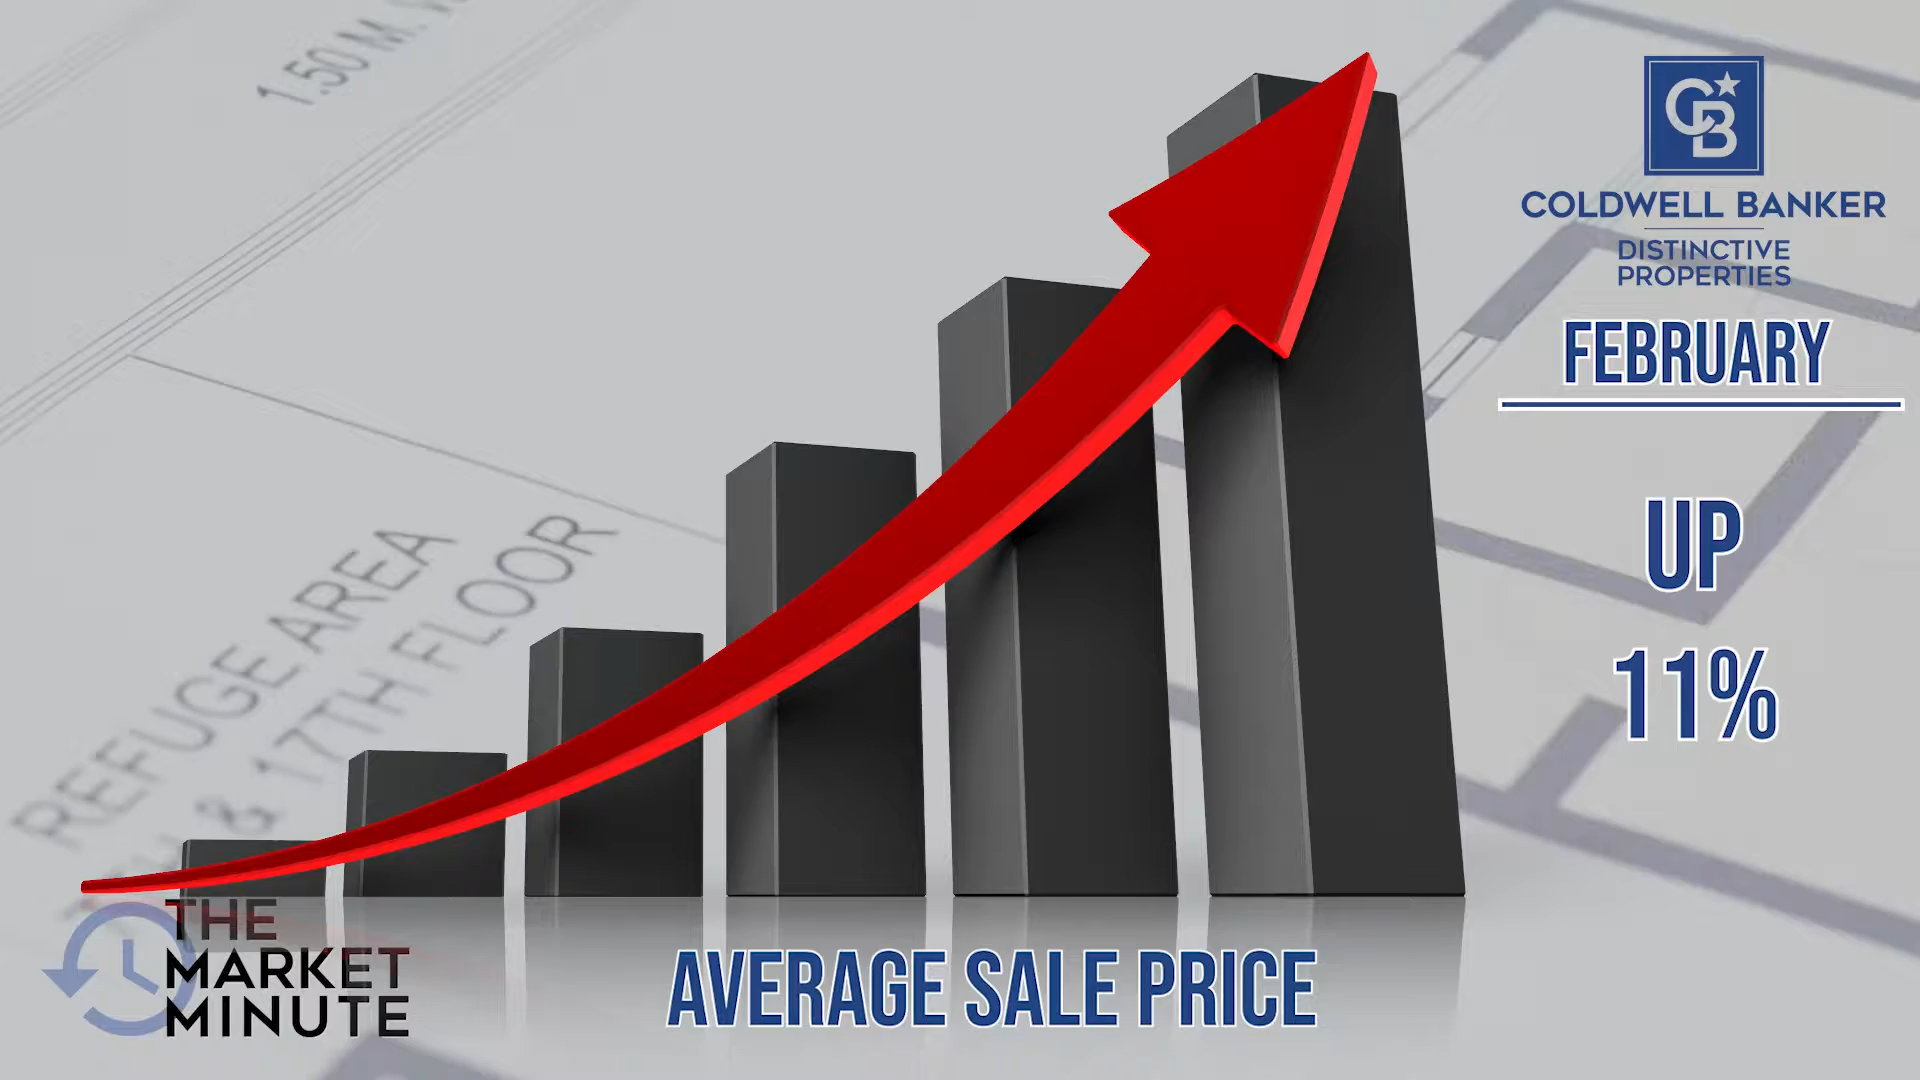 1.50 M.
CB
COLDWELL BANKER
DISTINCTIVE
PROPERTIES
FEBRUARY
UP
11%
REFUGE AREA
& 17TH FLOOR
THE
MARKET
MINUTE
AVERAGE SALE PRICE